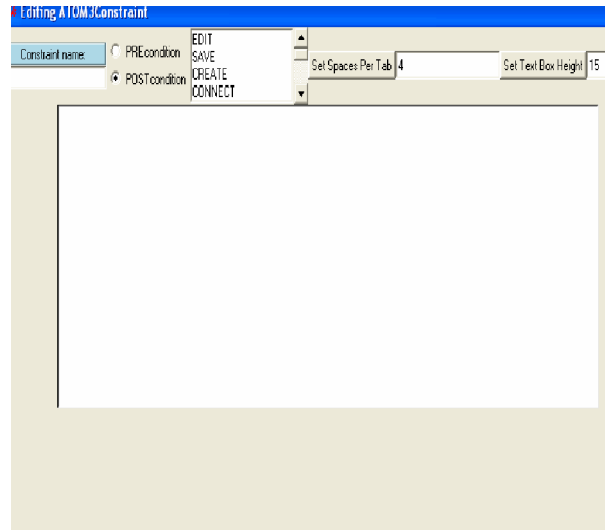 Editing ATOM3Constraint
Constraint name:
PREcondition
POSTcondition
EDIT
SAVE
CREATE
CONNECT
Set Spaces Per Tab 4
Set Text Box Height 15